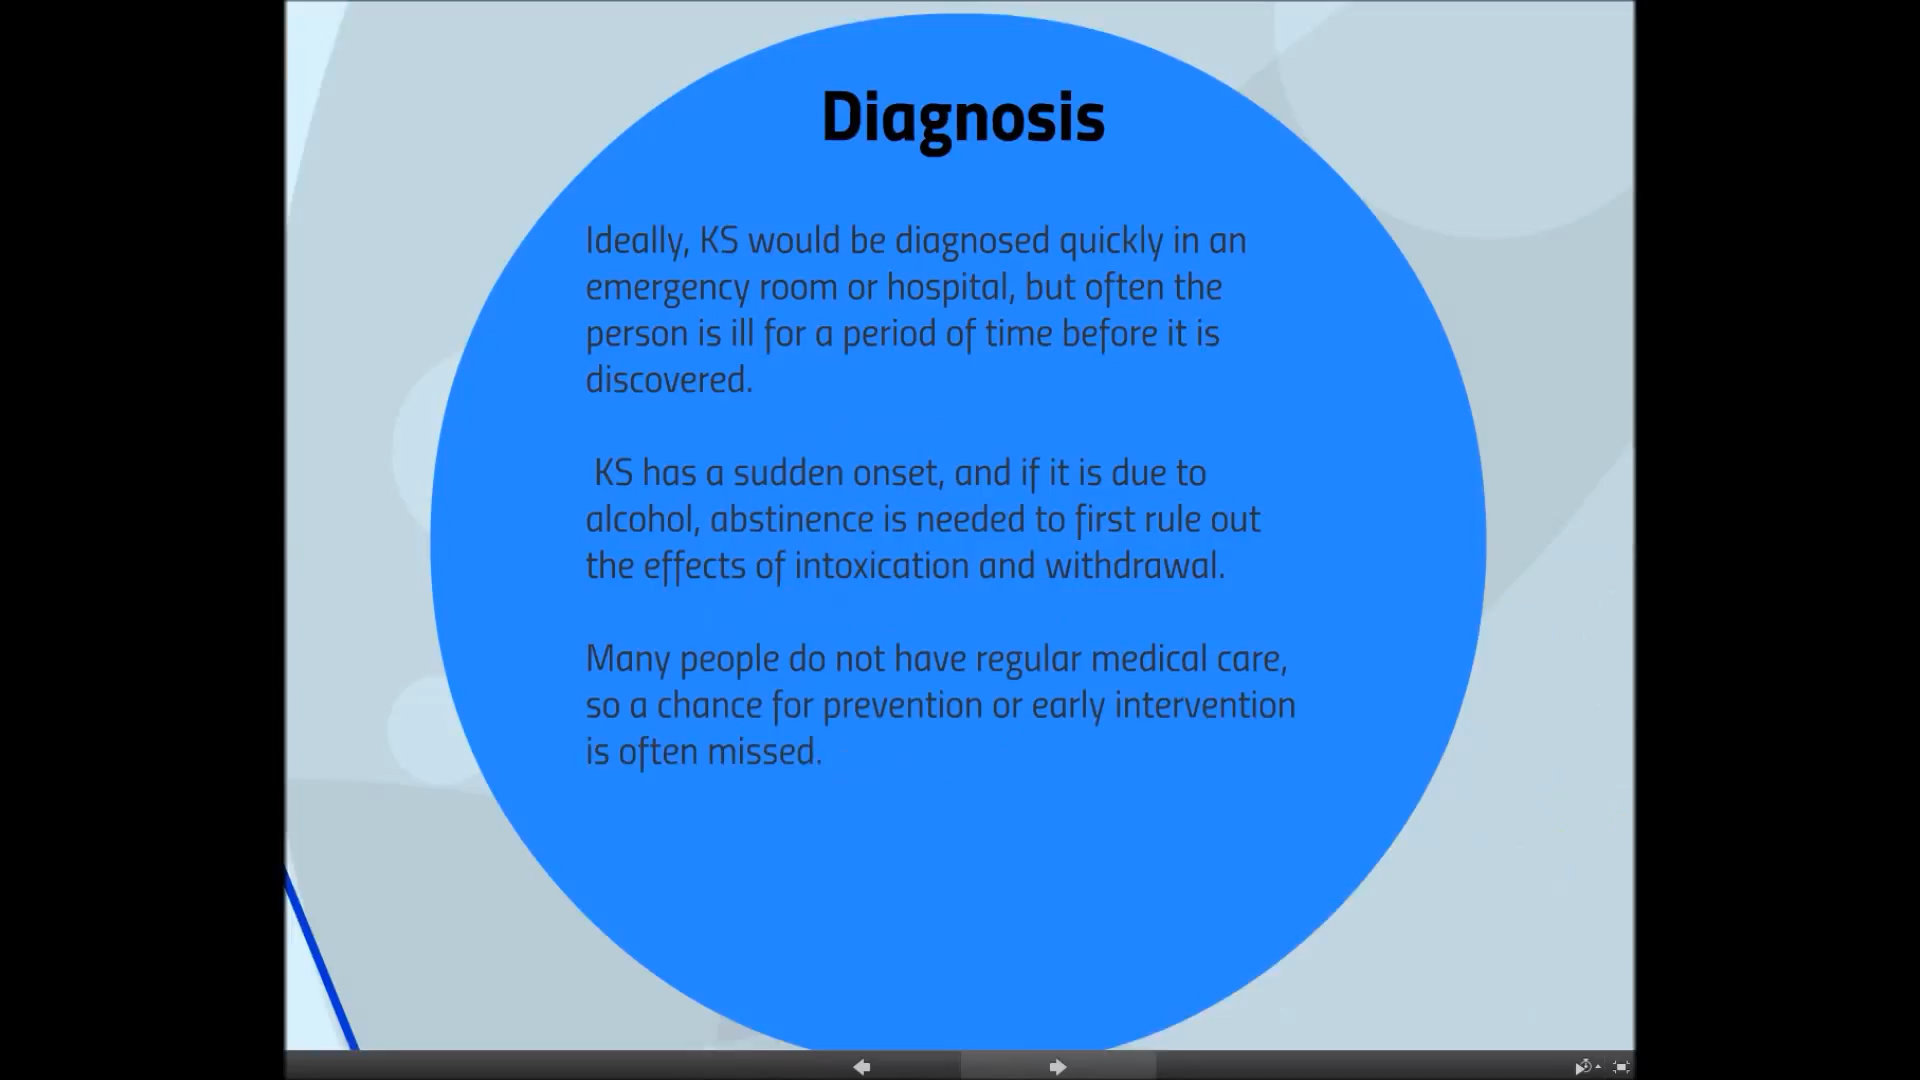 Diagnosis
Ideally, KS would be diagnosed quickly in an
emergency room or hospital, but often the
person is ill for a period of time before it is
discovered.
KS has a sudden onset, and if it is due to
alcohol, abstinence is needed to first rule out
the effects of intoxication and withdrawal.
Many people do not have regular medical care,
so a chance for prevention or early intervention
is often missed.